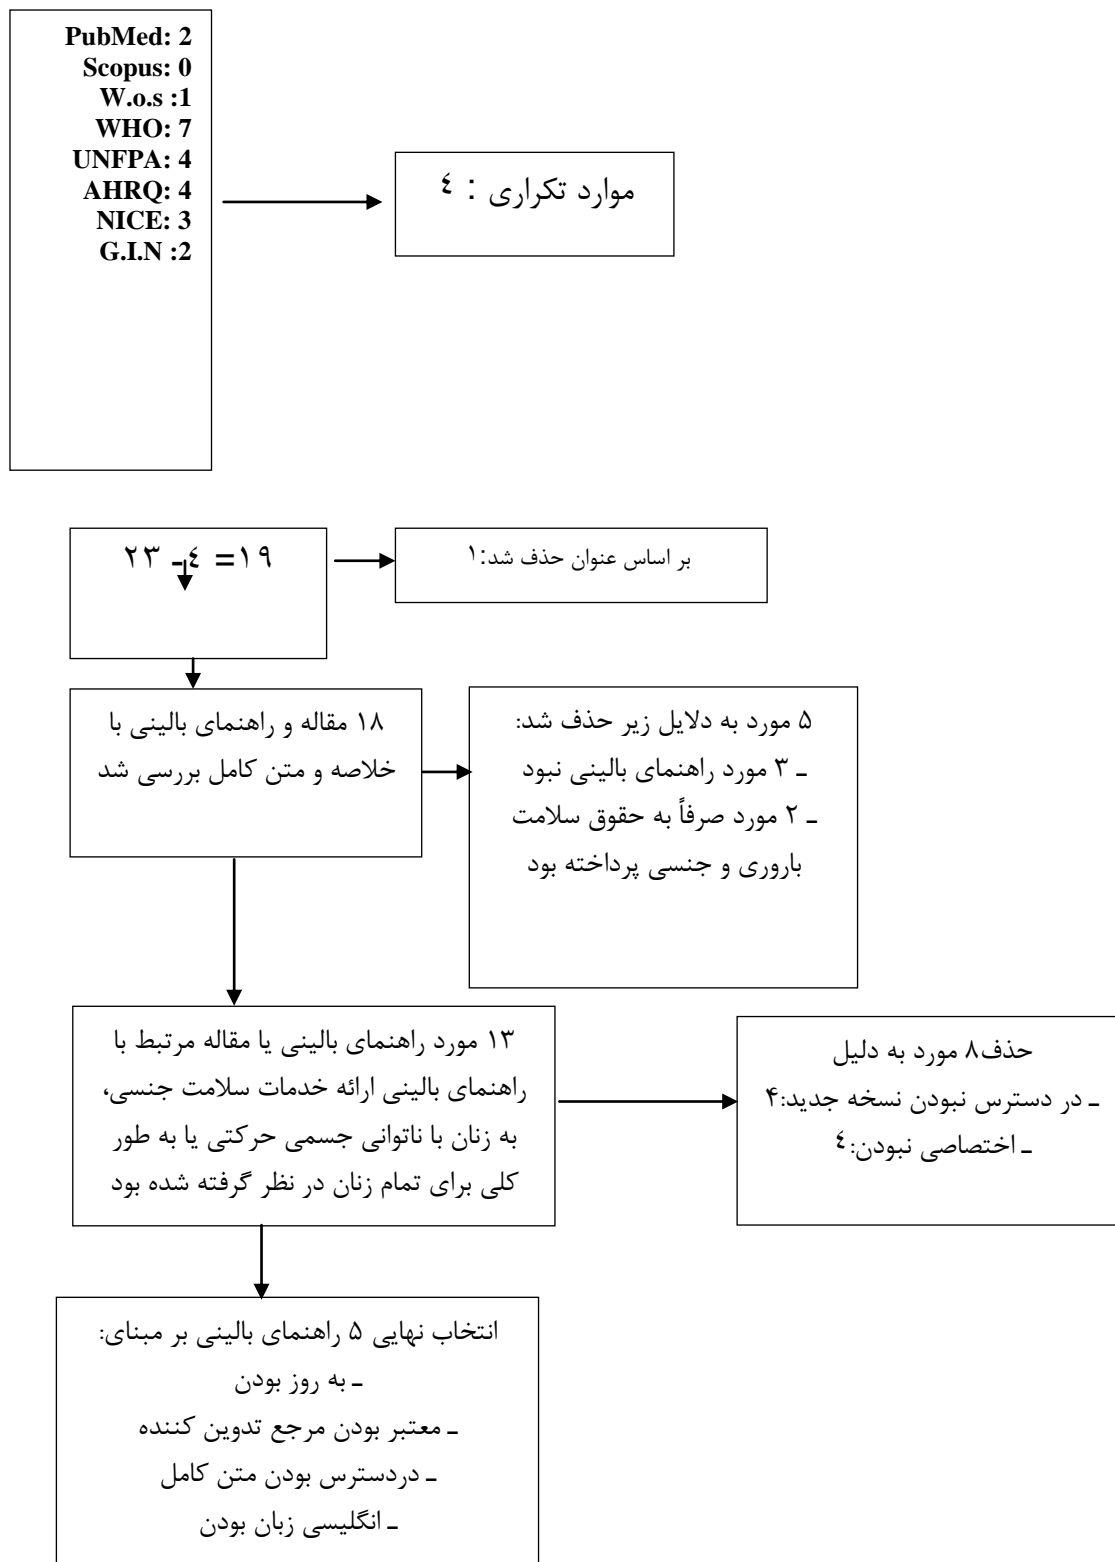 PubMed: 2
Scopus: 0
W.o.s :1
WHO: 7
UNFPA: 4
AHRQ: 4
NICE: 3
G.I.N :2
موارد تکراری : ٤
۲۳ -٤ =۱۹
بر اساس عنوان حذف شد:۱
۱۸ مقاله و راهنمای بالینی با
خلاصه و متن کامل بررسی شد
۵ مورد به دلایل زیر حذف شد:
ـ ۳ مورد راهنمای بالینی نبود
ـ ۲ مورد صرفاً به حقوق سلامت
باروری و جنسی پرداخته بود
۱۳ مورد راهنمای بالینی یا مقاله مرتبط با
راهنمای بالینی ارائه خدمات سلامت جنسی،
به زنان با ناتوانی جسمی حرکتی یا به طور
کلی برای تمام زنان در نظر گرفته شده بود
حذف۸ مورد به دلیل
ـ در دسترس نبودن نسخه جدید:۴
ـ اختصاصی نبودن:٤
انتخاب نهایی ۵ راهنمای بالینی بر مبنای:
ـ به روز بودن
ـ معتبر بودن مرجع تدوین کننده
ـ دردسترس بودن متن کامل
ـ انگلیسی زبان بودن